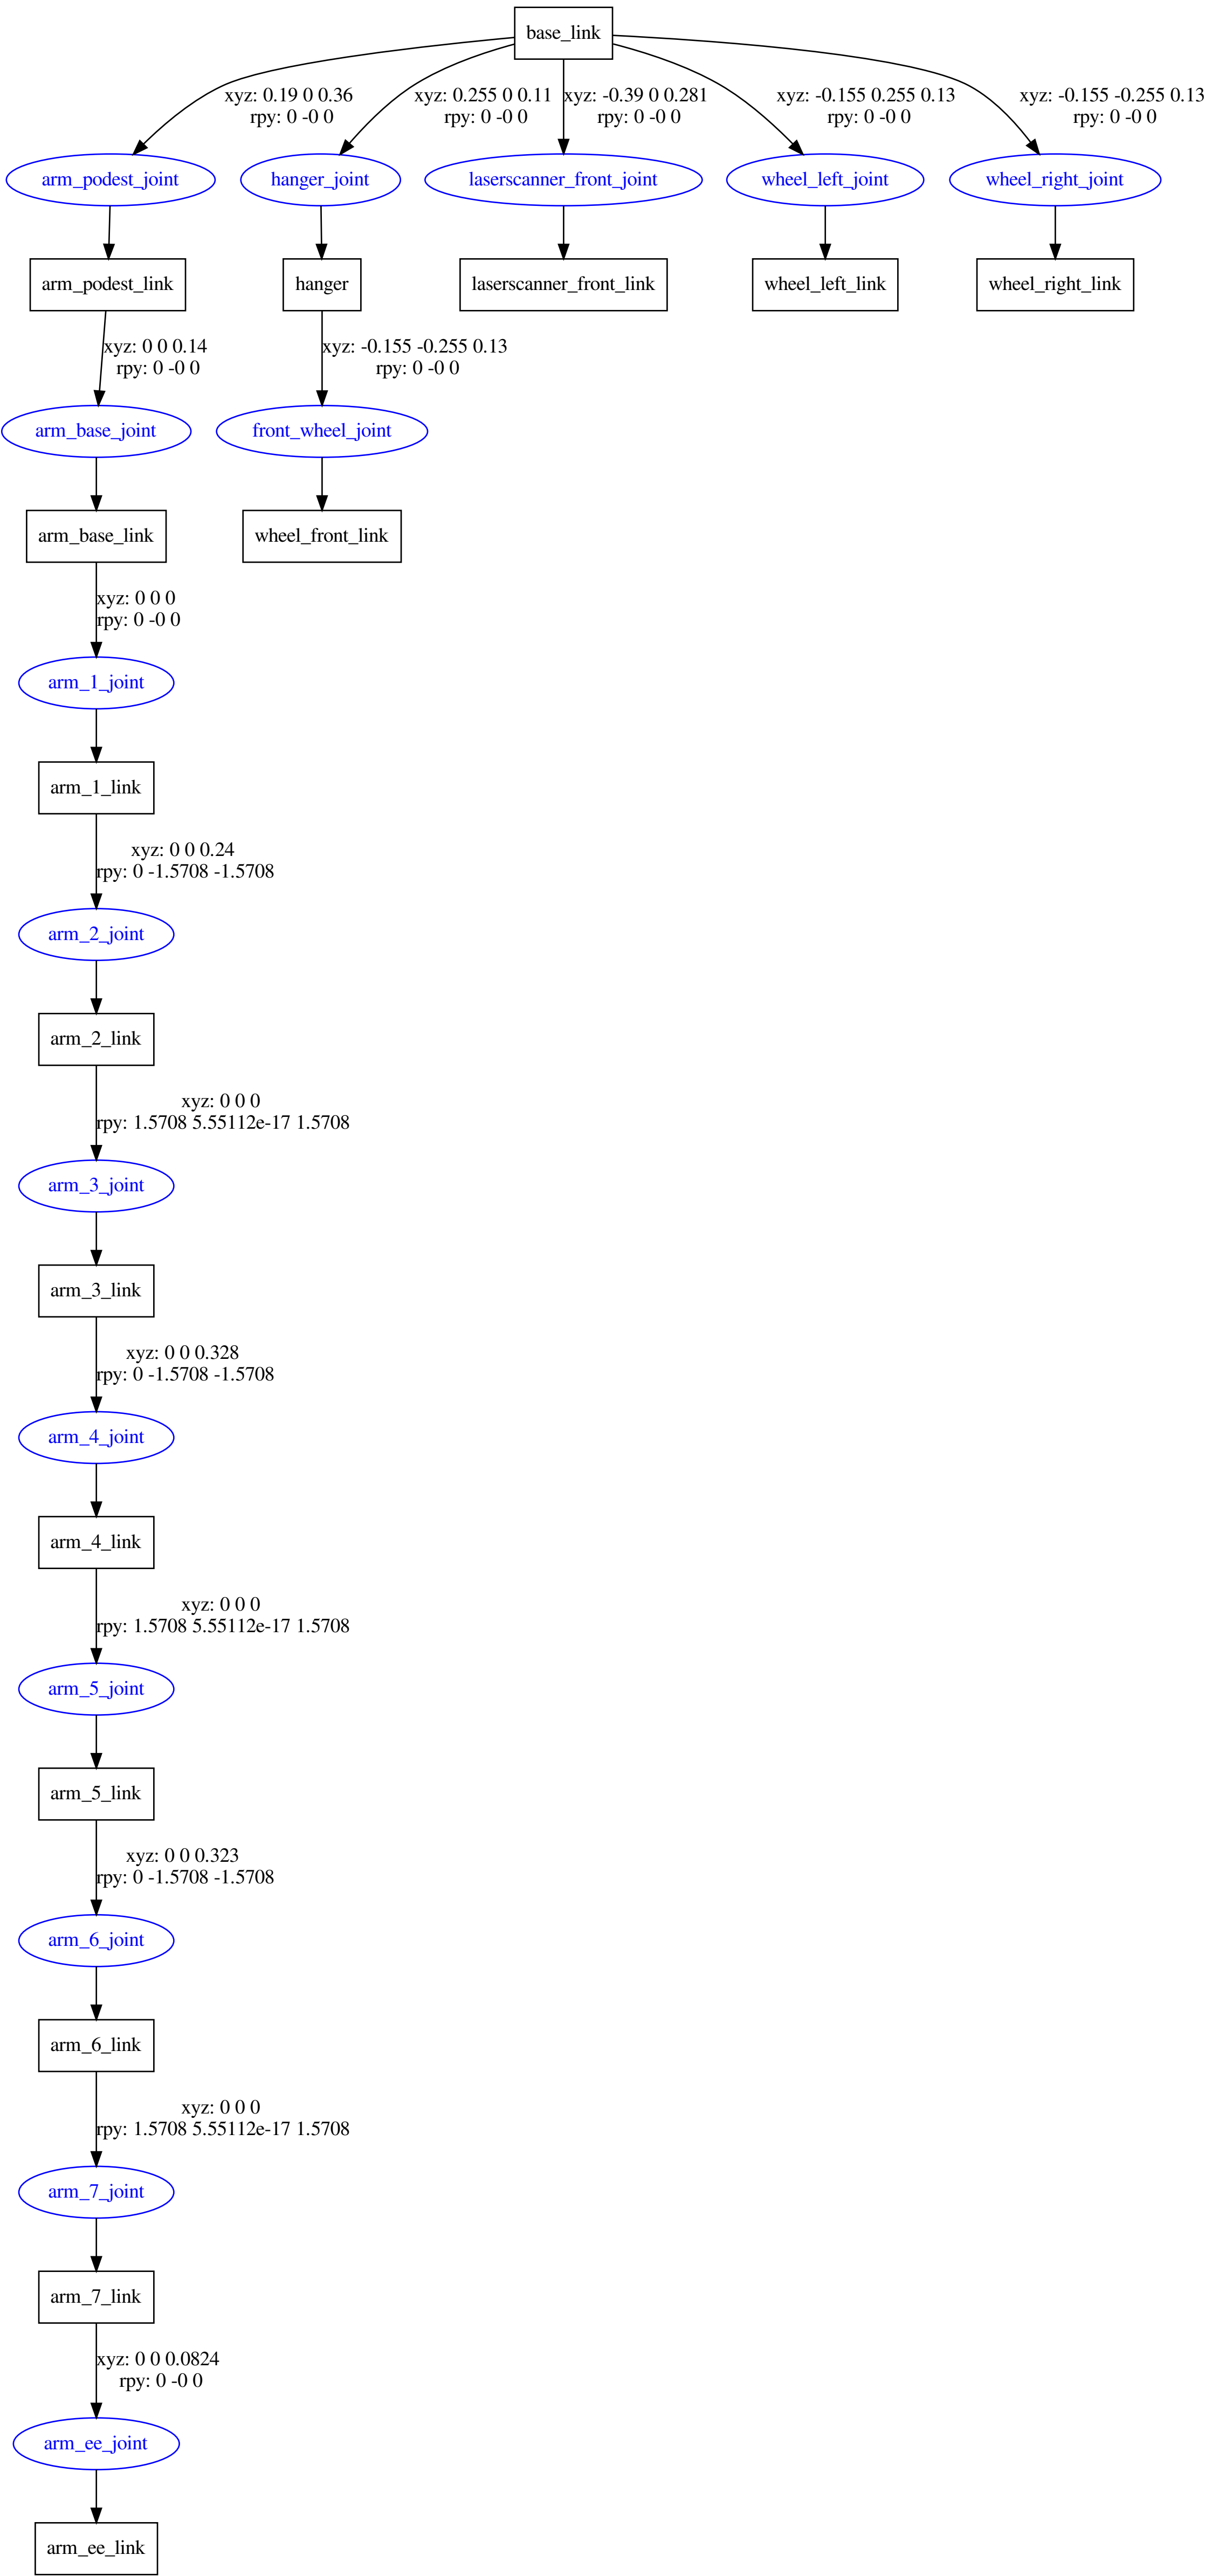 base_link
xyz: 0.19 0 0.36
rpy: 0 -0 0
xyz: 0.255 0 0.11
rpy: 0 -0 0
xyz: -0.39 0 0.281
rpy: 0 -0 0
xyz: -0.155 0.255 0.13
rpy: 0 -0 0
xyz: -0.155 -0.255 0.13
rpy: 0 -0 0
arm_podest_joint
hanger_joint
laserscanner_front_joint
wheel_left_joint
wheel_right_joint
arm_podest_link
hanger
laserscanner_front_link
wheel_left_link
wheel_right_link
xyz: 0 0 0.14
rpy: 0 -0 0
xyz: -0.155 -0.255 0.13
rpy: 0 -0 0
arm_base_joint
front_wheel_joint
arm_base_link
wheel_front_link
xyz: 0 0 0
rpy: 0 -0 0
arm_1_joint
arm_1_link
xyz: 0 0 0.24
rpy: 0 -1.5708 -1.5708
arm_2_joint
arm_2_link
xyz: 0 0 0
rpy: 1.5708 5.55112e-17 1.5708
arm_3_joint
arm_3_link
xyz: 0 0 0.328
rpy: 0 -1.5708 -1.5708
arm_4_joint
arm_4_link
xyz: 0 0 0
rpy: 1.5708 5.55112e-17 1.5708
arm_5_joint
arm_5_link
xyz: 0 0 0.323
rpy: 0 -1.5708 -1.5708
arm_6_joint
arm_6_link
xyz: 0 0 0
rpy: 1.5708 5.55112e-17 1.5708
arm_7_joint
arm_7_link
xyz: 0 0 0.0824
rpy: 0 -0 0
arm_ee_joint
arm_ee_link